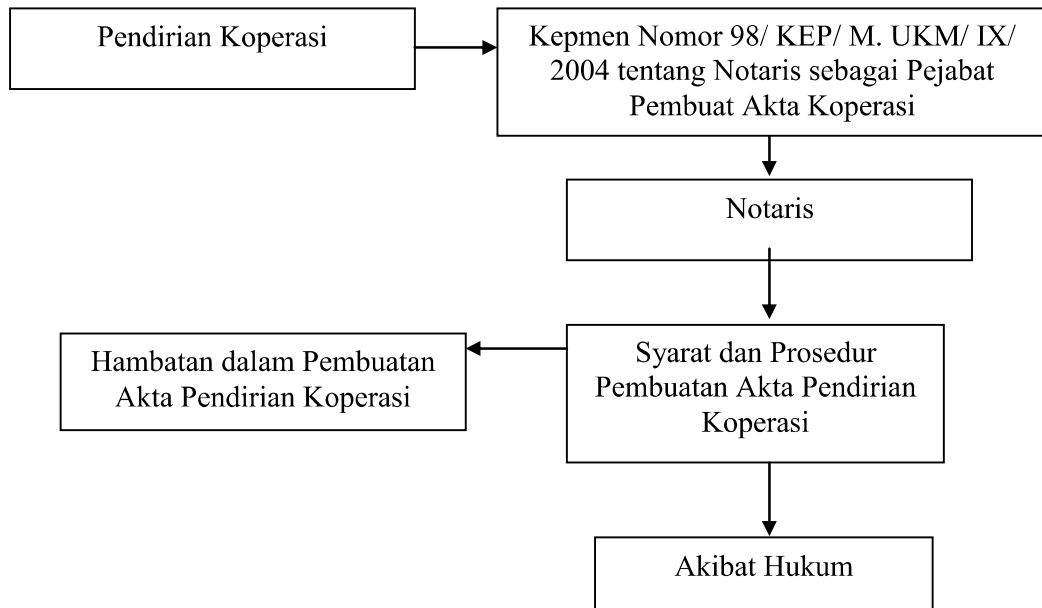 Pendirian Koperasi
Kepmen Nomor 98/ KEP/ M. UKM/ IX/
2004 tentang Notaris sebagai Pejabat
Pembuat Akta Koperasi
Notaris
Hambatan dalam Pembuatan
Akta Pendirian Koperasi
Syarat dan Prosedur
Pembuatan Akta Pendirian
Koperasi
Akibat Hukum